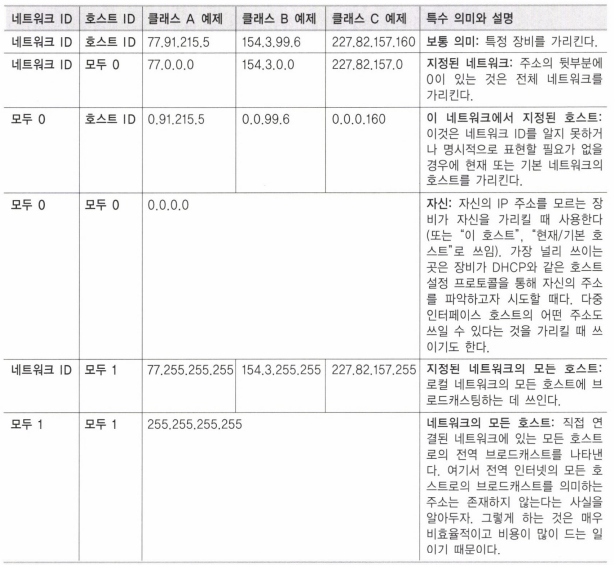 네트워크 ID 호스트 ID 클래스 A 예제 클래스 B 예제 클래스 C 예제 특수 의미와 설명
네트워크 ID 호스트 ID 77.91.215.5 154.3.99.6 227.82.157.160 보통 의미: 특정 장비를 가리킨다.
네트워크 ID 모두 0 77.0.0.0 154.3.0.0 227.82.157.0 지정된 네트워크: 주소의 뒷부분에
0이 있는 것은 전체 네트워크를
가리킨다.
모두 0 호스트 ID 0.91.215.5 0.0.99.6 0.0.0.160 이 네트워크에서 지정된 호스트:
이것은 네트워크 ID를 알지 못하거
나 명시적으로 표현할 필요가 없을
경우에 현재 또는 기본 네트워크의
호스트를 가리킨다.
모두 0 모두 0 0.0.0.0 자신: 자신의 IP 주소를 모르는 장
비가 자신을 가리킬 때 사용한다
(또는 "이 호스트", "현재/기본 호
스트"로 쓰임). 가장 널리 쓰이는
곳은 장비가 DHCP와 같은 호스트
설정 프로토콜을 통해 자신의 주소
를 파악하고자 시도할 때다. 다중
인터페이스 호스트의 어떤 주소도
쓰일 수 있다는 것을 가리킬 때 쓰
이기도 한다.
네트워크 ID 모두 1 77.255.255.255 154.3.255.255 227.82.157.255 지정된 네트워크의 모든 호스트:
로컬 네트워크의 모든 호스트에 브
로드캐스팅하는 데 쓰인다.
모두 1 모두 1 255.255.255.255 네트워크의 모든 호스트: 직접 연
결된 네트워크에 있는 모든 호스트
로의 전역 브로드캐스트를 나타낸
다. 여기서 전역 인터넷의 모든 호
스트로의 브로드캐스트를 의미하는
주소는 존재하지 않는다는 사실을
알아두자. 그렇게 하는 것은 매우
비효율적이고 비용이 많이 드는 일
이기 때문이다.